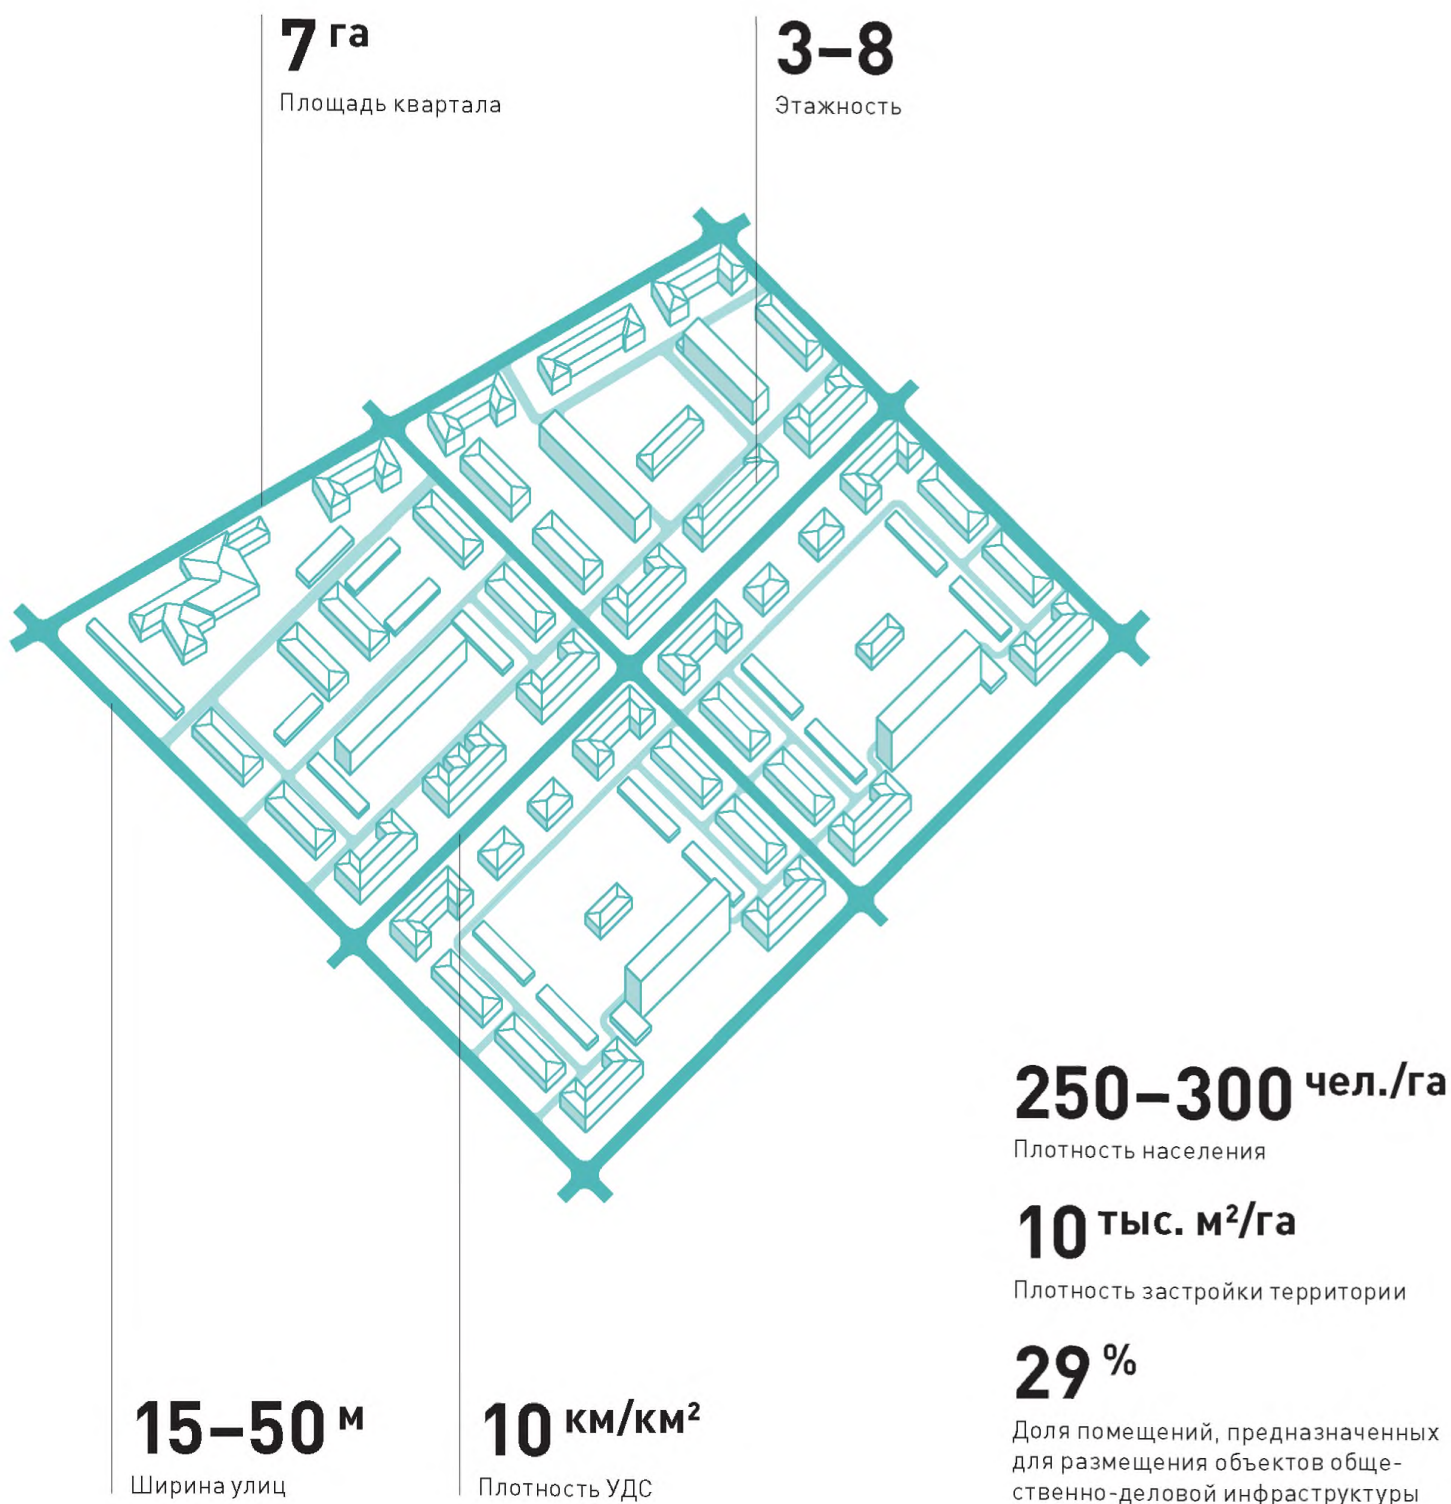 7 га
Площадь квартала
3–8
Этажность
250–300 чел./га
Плотность населения
10 тыс. м²/га
Плотность застройки территории
29 %
Доля помещений, предназначенных
для размещения объектов обще-
ственно-деловой инфраструктуры
15–50 м
Ширина улиц
10 км/км²
Плотность УДС